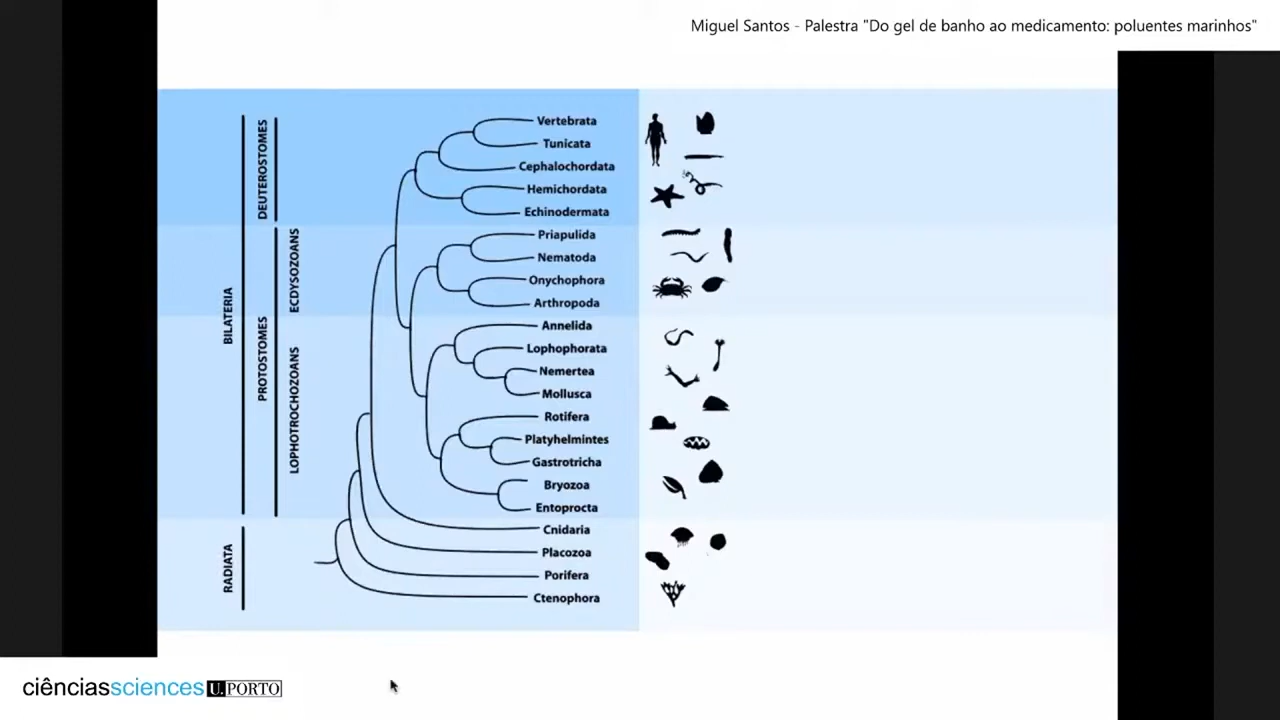 Miguel Santos - Palestra "Do gel de banho ao medicamento: poluentes marinhos"
BILATERIA
DEUTEROSTOMES
PROTOSTOMES
ECDYSOZOANS
LOPHOTROCHOZOANS
RADIATA
Vertebrata
Tunicata
Cephalochordata
Hemichordata
Echinodermata
Priapulida
Nematoda
Onychophora
Arthropoda
Annelida
Lophophorata
Nemertea
Mollusca
Rotifera
Platyhelmintes
Gastrotricha
Bryozoa
Entoprocta
Cnidaria
Placozoa
Porifera
Ctenophora
ciênciassciences U.PORTO